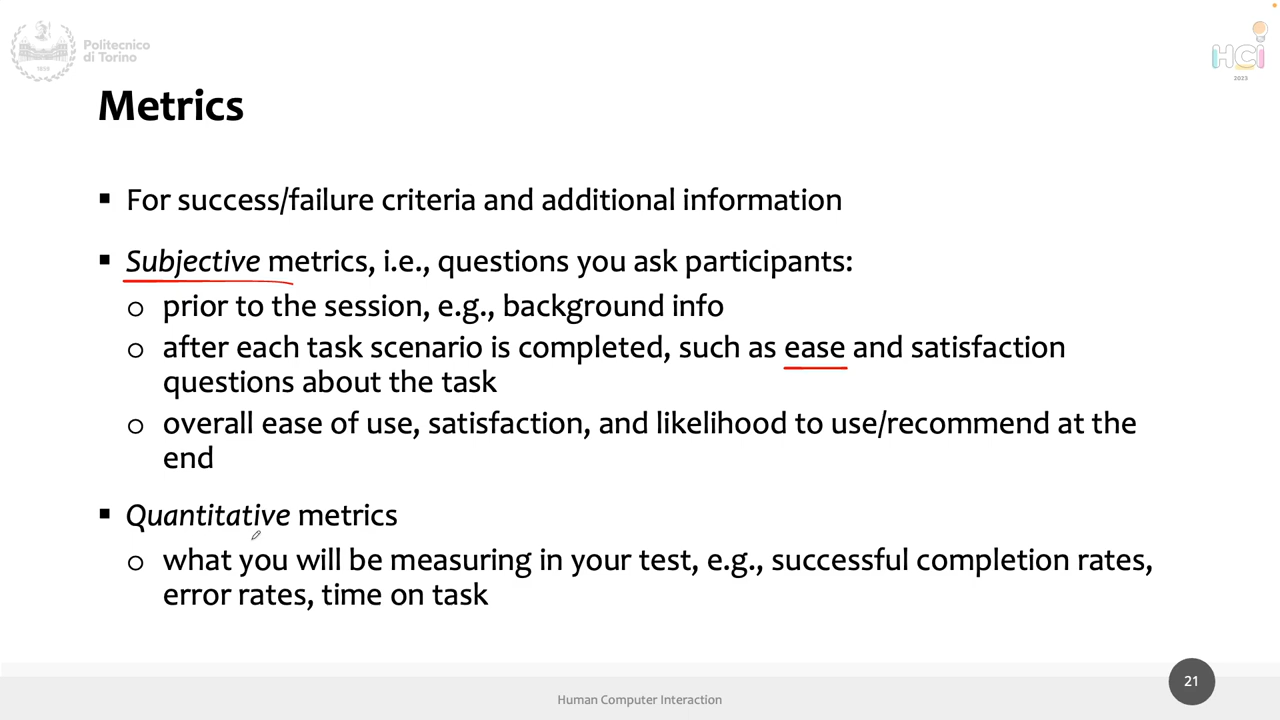 Politecnico
di Torino
1859
HCI
2023
Metrics
▪ For success/failure criteria and additional information
▪ Subjective metrics, i.e., questions you ask participants:
o prior to the session, e.g., background info
o after each task scenario is completed, such as ease and satisfaction
questions about the task
o overall ease of use, satisfaction, and likelihood to use/recommend at the
end
▪ Quantitative metrics
o what you will be measuring in your test, e.g., successful completion rates,
error rates, time on task
Human Computer Interaction
21